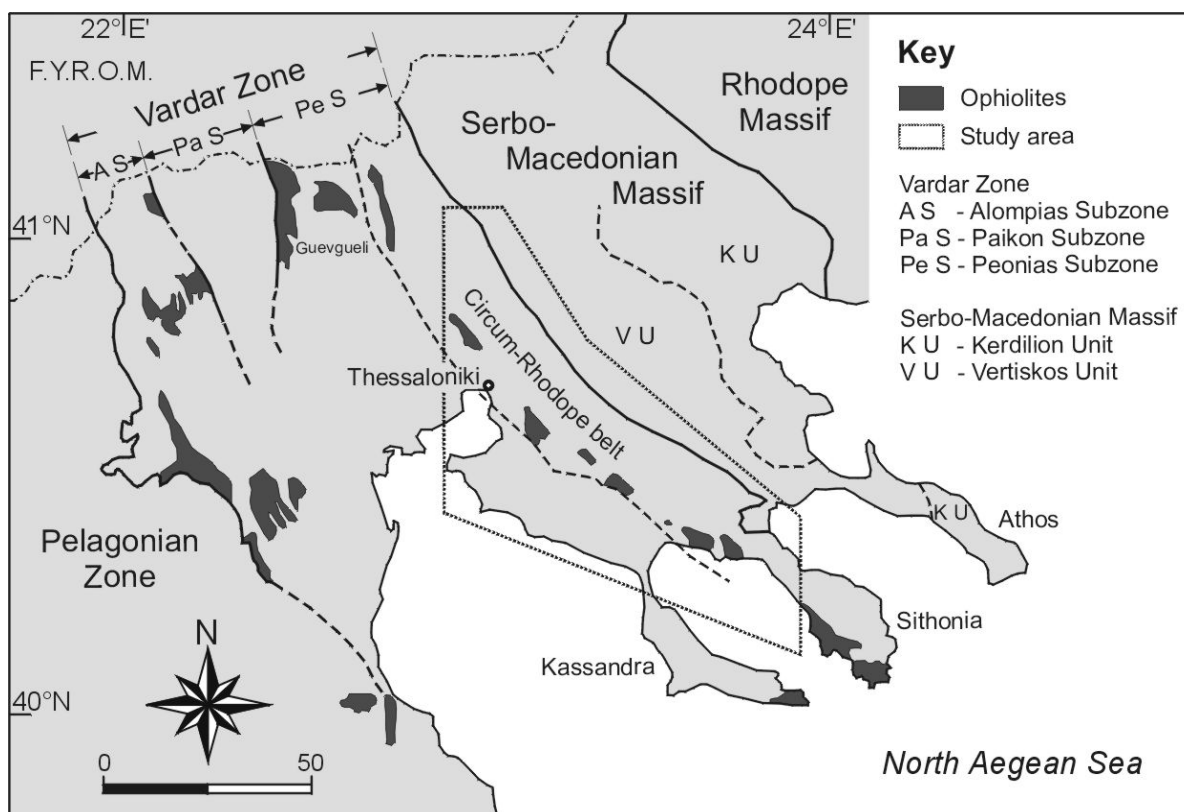 22°E'
24°E'
F.Y.R.O.M.
Vardar Zone
A S
Pa S
Pe S
Serbo-
Macedonian
Massif
Rhodope
Massif
41°N
Guevgueli
K U
V U
Circum-Rhodope belt
Thessaloniki
Pelagonian
Zone
K U
Athos
Sithonia
Kassandra
N
40°N
0
50
North Aegean Sea
Key
Ophiolites
Study area
Vardar Zone
A S - Alompias Subzone
Pa S - Paikon Subzone
Pe S - Peonias Subzone
Serbo-Macedonian Massif
K U - Kerdilion Unit
V U - Vertiskos Unit